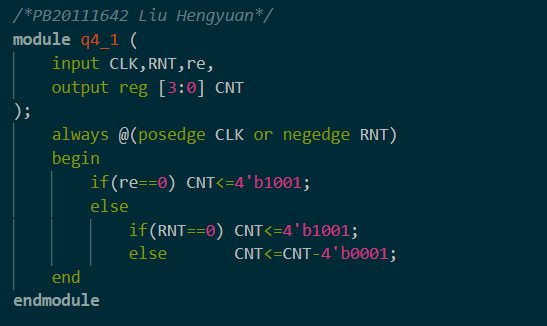 /*PB20111642 Liu Hengyuan*/
module q4_1 (
    input CLK,RNT,re,
    output reg [3:0] CNT
);
    always @(posedge CLK or negedge RNT)
    begin
        if(re==0) CNT<=4'b1001;
        else
            if(RNT==0) CNT<=4'b1001;
            else       CNT<=CNT-4'b0001;
    end
endmodule